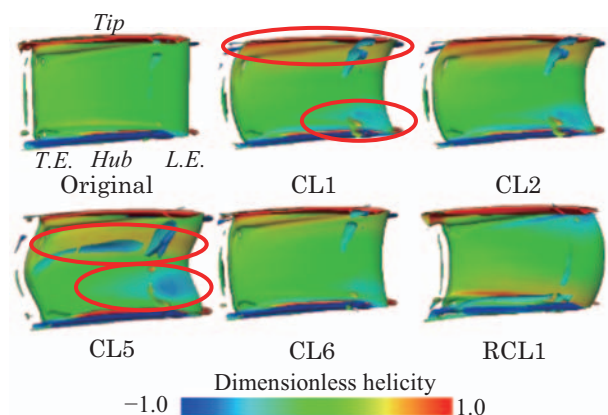 Tip
T.E. Hub L.E.
Original CL1 CL2
CL5 CL6 RCL1
Dimensionless helicity
−1.0 1.0